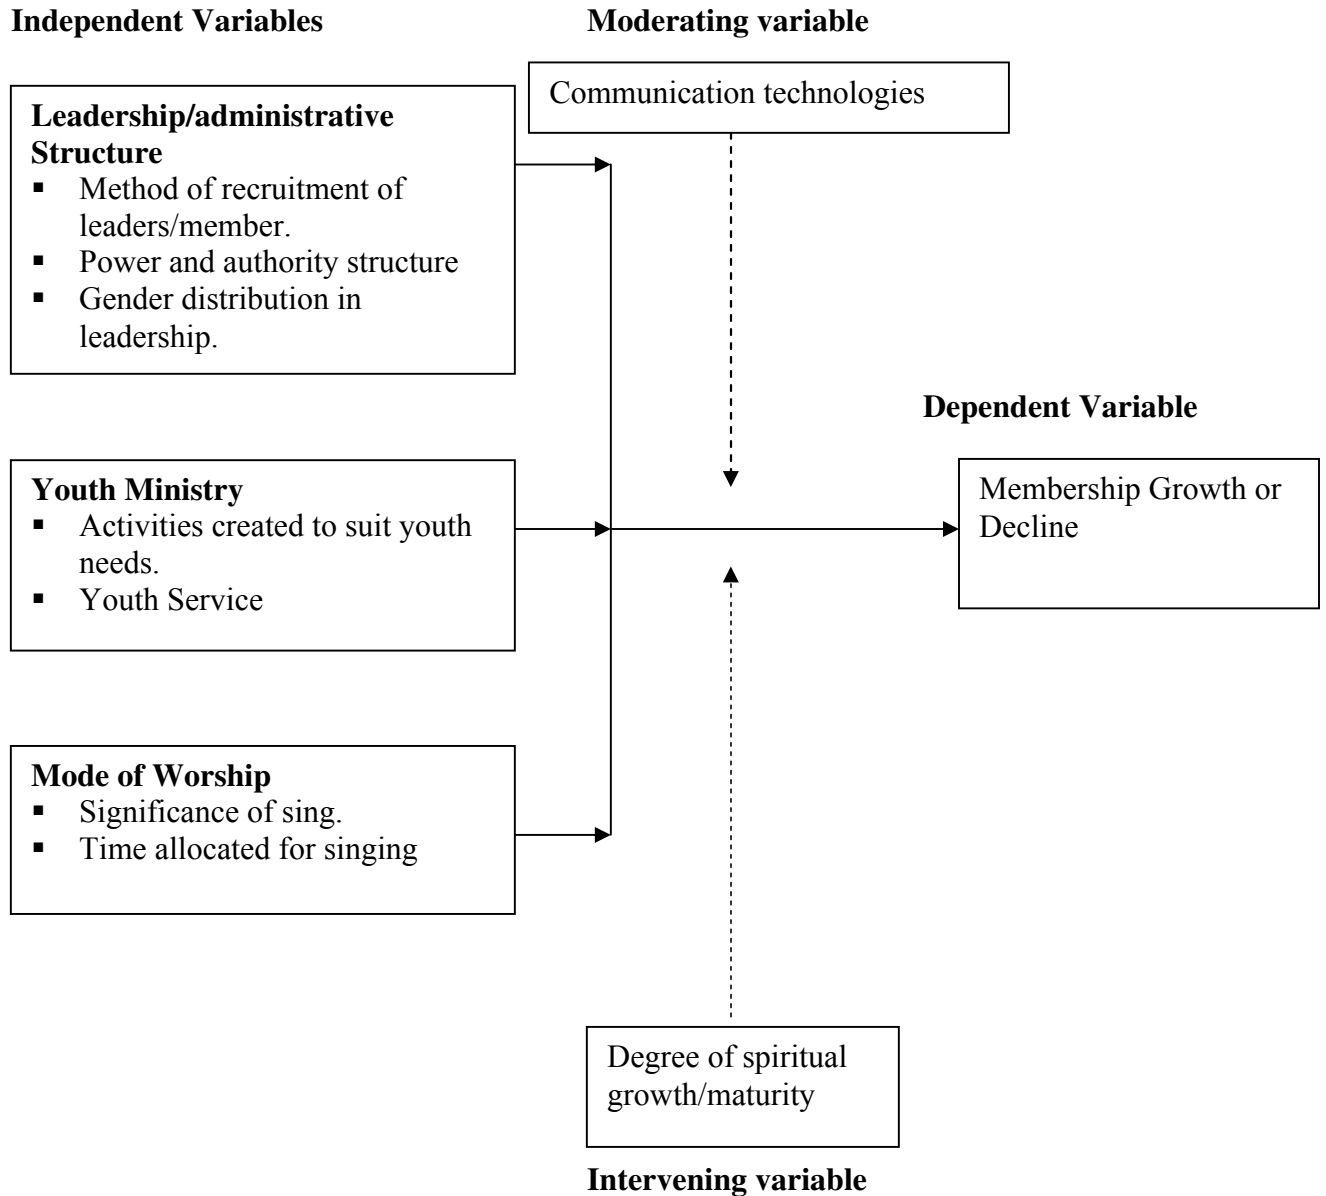 Independent Variables
Moderating variable
Communication technologies
Leadership/administrative
Structure
▪ Method of recruitment of
leaders/member.
▪ Power and authority structure
▪ Gender distribution in
leadership.
Dependent Variable
Youth Ministry
▪ Activities created to suit youth
needs.
▪ Youth Service
Membership Growth or
Decline
Mode of Worship
▪ Significance of sing.
▪ Time allocated for singing
Degree of spiritual
growth/maturity
Intervening variable